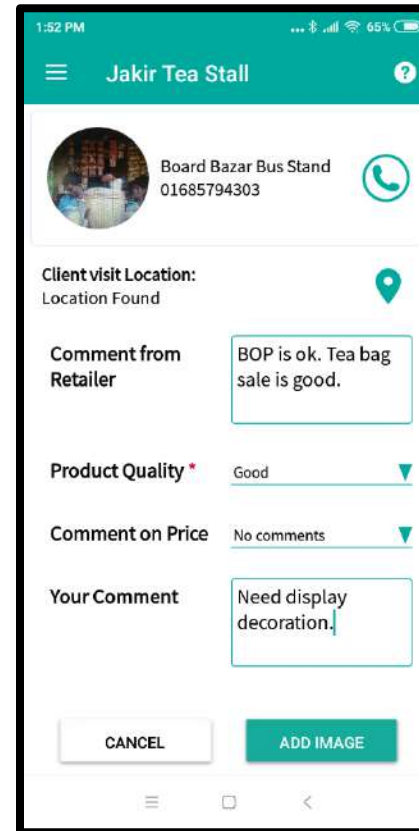 1:52 PM ... 65%
Jakir Tea Stall ?
Board Bazar Bus Stand
01685794303
Client visit Location:
Location Found
Comment from
Retailer
BOP is ok. Tea bag
sale is good.
Product Quality * Good
Comment on Price No comments
Your Comment
Need display
decoration.
CANCEL ADD IMAGE